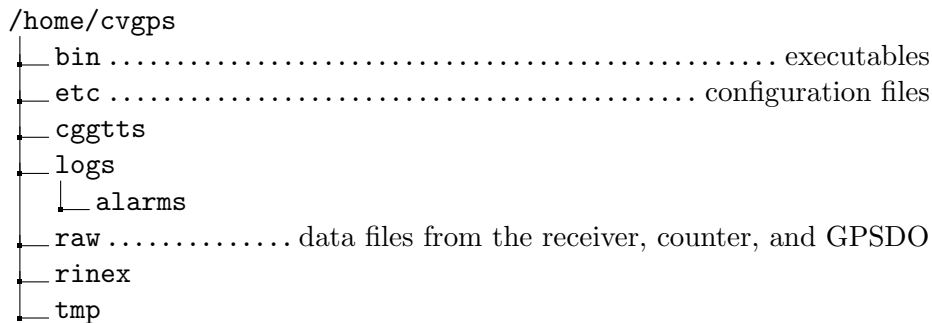 /home/cvgps
bin ........................................................ executables
etc ................................................... configuration files
cggtts
logs
alarms
raw .............. data files from the receiver, counter, and GPSDO
rinex
tmp